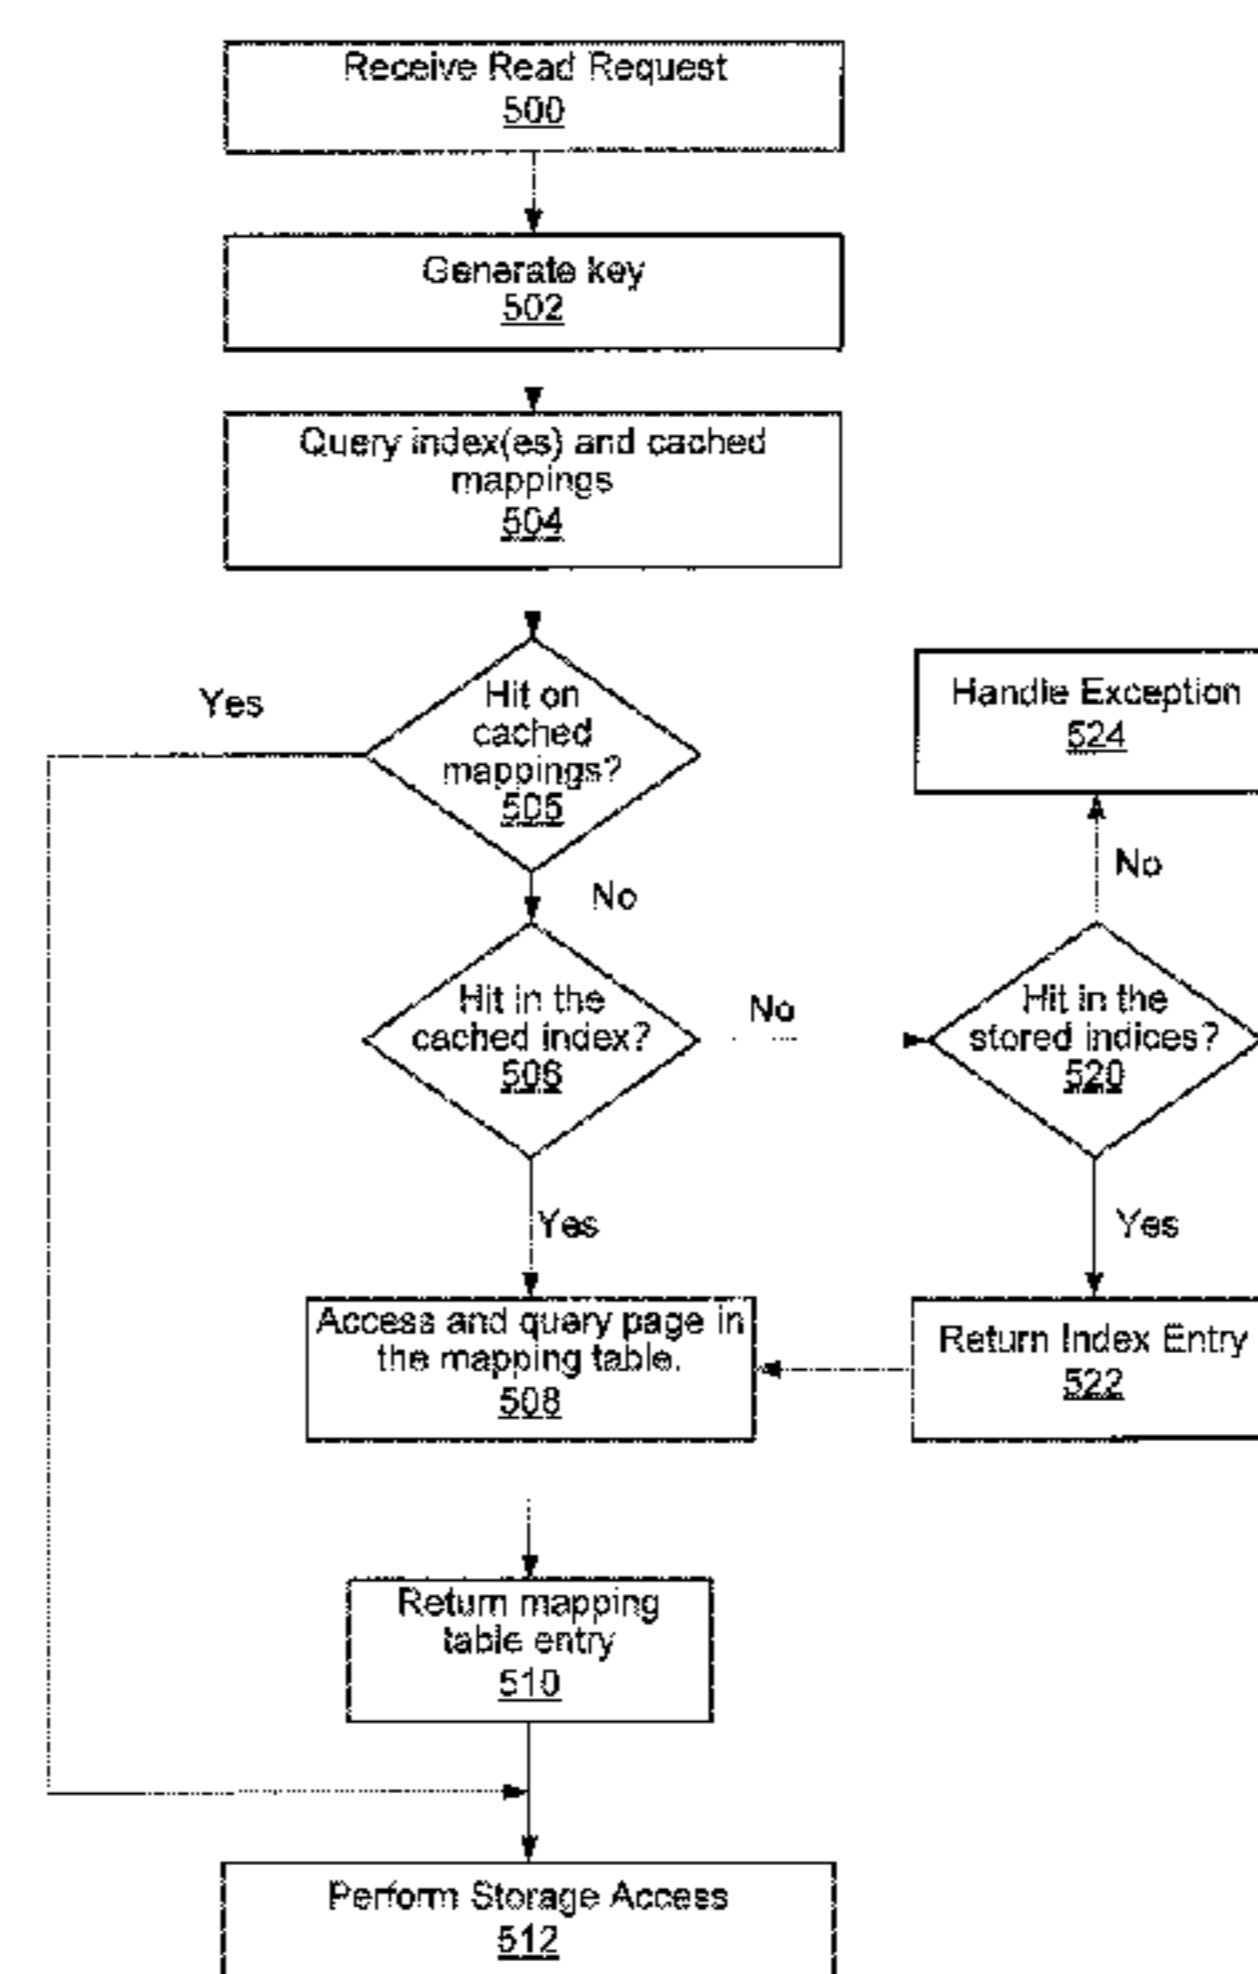 Receive Read Request
500
Generate key
502
Query index(es) and cached
mappings
504
Yes
Hit on
cached
mappings?
505
No
Handle Exception
524
No
Hit in the
cached index?
506
No
Hit in the
stored indices?
520
Yes
Yes
Access and query page in
the mapping table.
508
Return Index Entry
522
Return mapping
table entry
510
Perform Storage Access
512